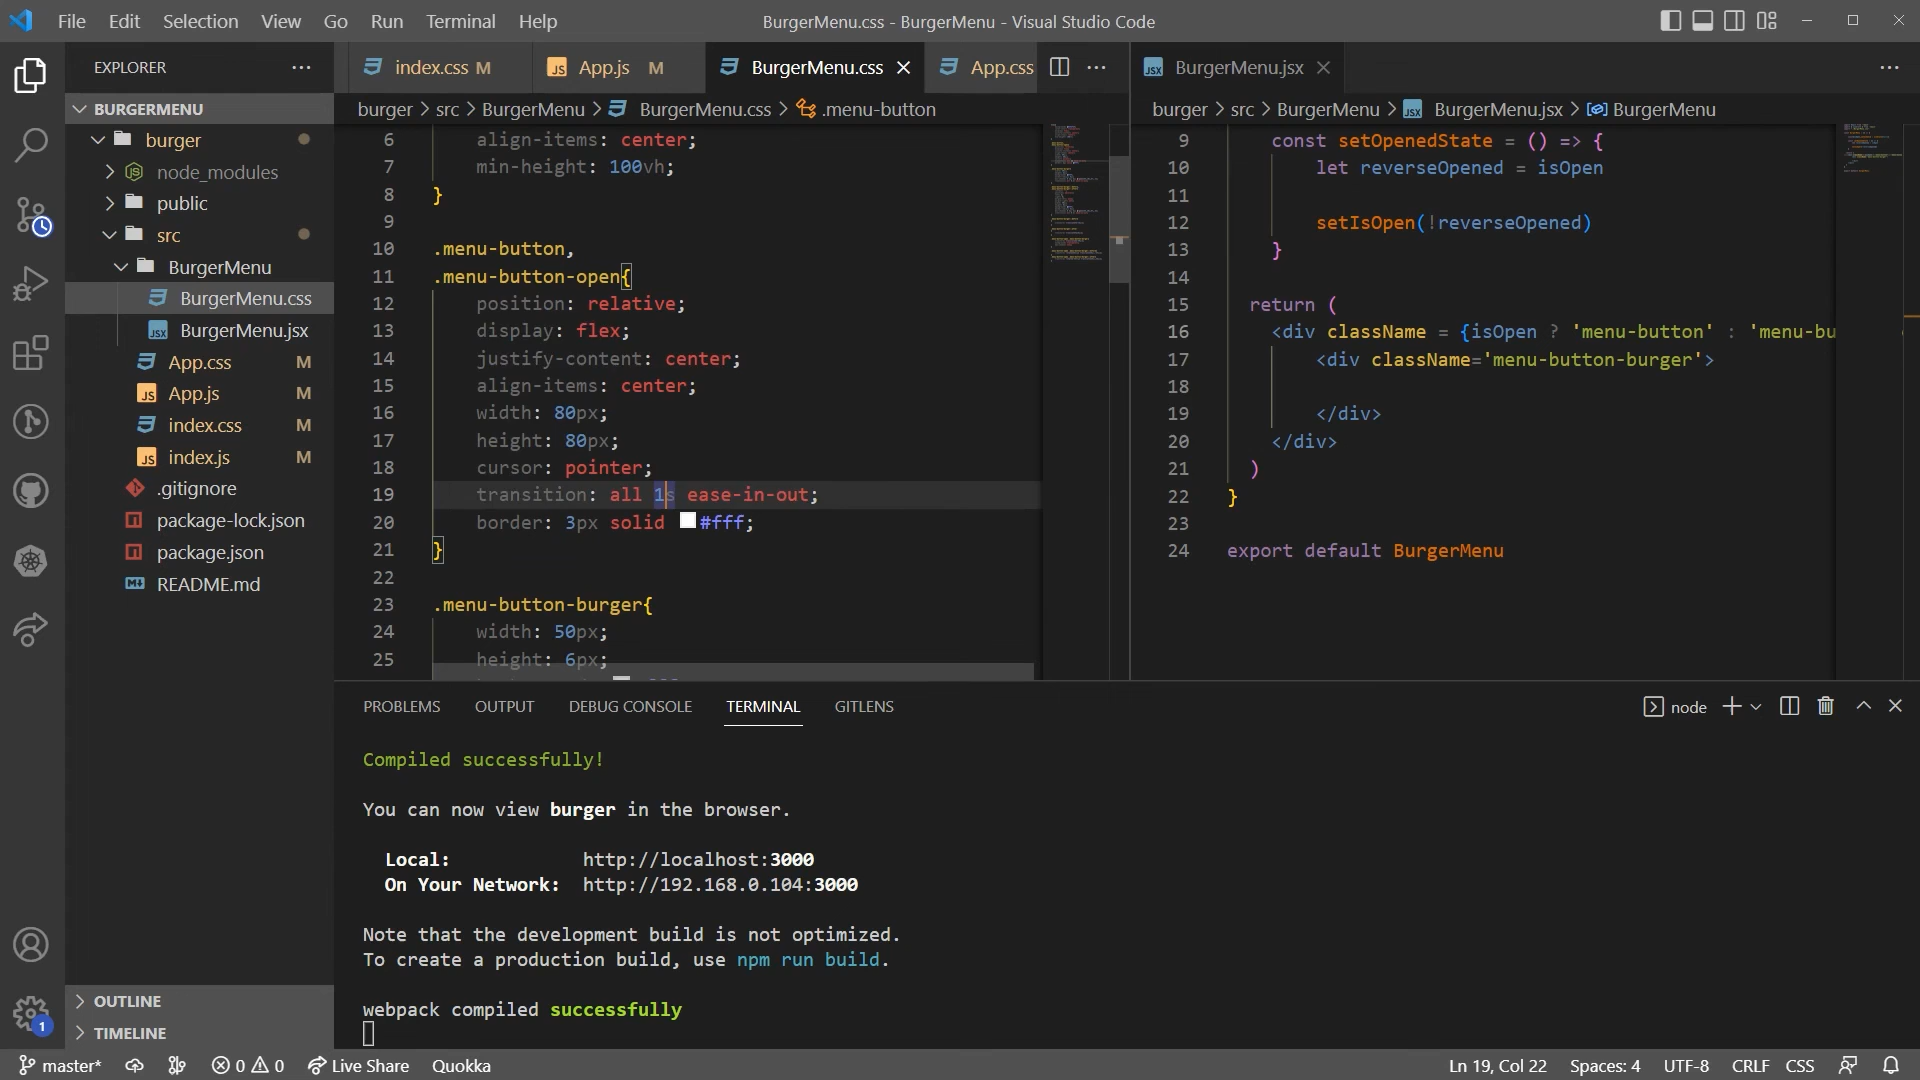 File Edit Selection View Go Run Terminal Help
BurgerMenu.css - BurgerMenu - Visual Studio Code
EXPLORER
BURGERMENU
burger
node_modules
public
src
BurgerMenu
BurgerMenu.css
BurgerMenu.jsx
App.css M
App.js M
index.css M
index.js M
.gitignore
package-lock.json
package.json
README.md
OUTLINE
TIMELINE
index.css M
App.js M
BurgerMenu.css
App.css
burger > src > BurgerMenu > BurgerMenu.css > .menu-button
6 align-items: center;
7 min-height: 100vh;
8 }
9
10 .menu-button,
11 .menu-button-open{
12 position: relative;
13 display: flex;
14 justify-content: center;
15 align-items: center;
16 width: 80px;
17 height: 80px;
18 cursor: pointer;
19 transition: all 1s ease-in-out;
20 border: 3px solid #fff;
21 }
22
23 .menu-button-burger{
24 width: 50px;
25 height: 6px;
BurgerMenu.jsx
burger > src > BurgerMenu > BurgerMenu.jsx > BurgerMenu
9 const setOpenedState = () => {
10 let reverseOpened = isOpen
11
12 setIsOpen(!reverseOpened)
13 }
14
15 return (
16 <div className = {isOpen ? 'menu-button' : 'menu-bu
17 <div className='menu-button-burger'>
18
19 </div>
20 </div>
21 )
22 }
23
24 export default BurgerMenu
PROBLEMS OUTPUT DEBUG CONSOLE TERMINAL GITLENS
node
Compiled successfully!
You can now view burger in the browser.
Local: http://localhost:3000
On Your Network: http://192.168.0.104:3000
Note that the development build is not optimized.
To create a production build, use npm run build.
webpack compiled successfully
1
master* 0 0 Live Share Quokka
Ln 19, Col 22 Spaces: 4 UTF-8 CRLF CSS